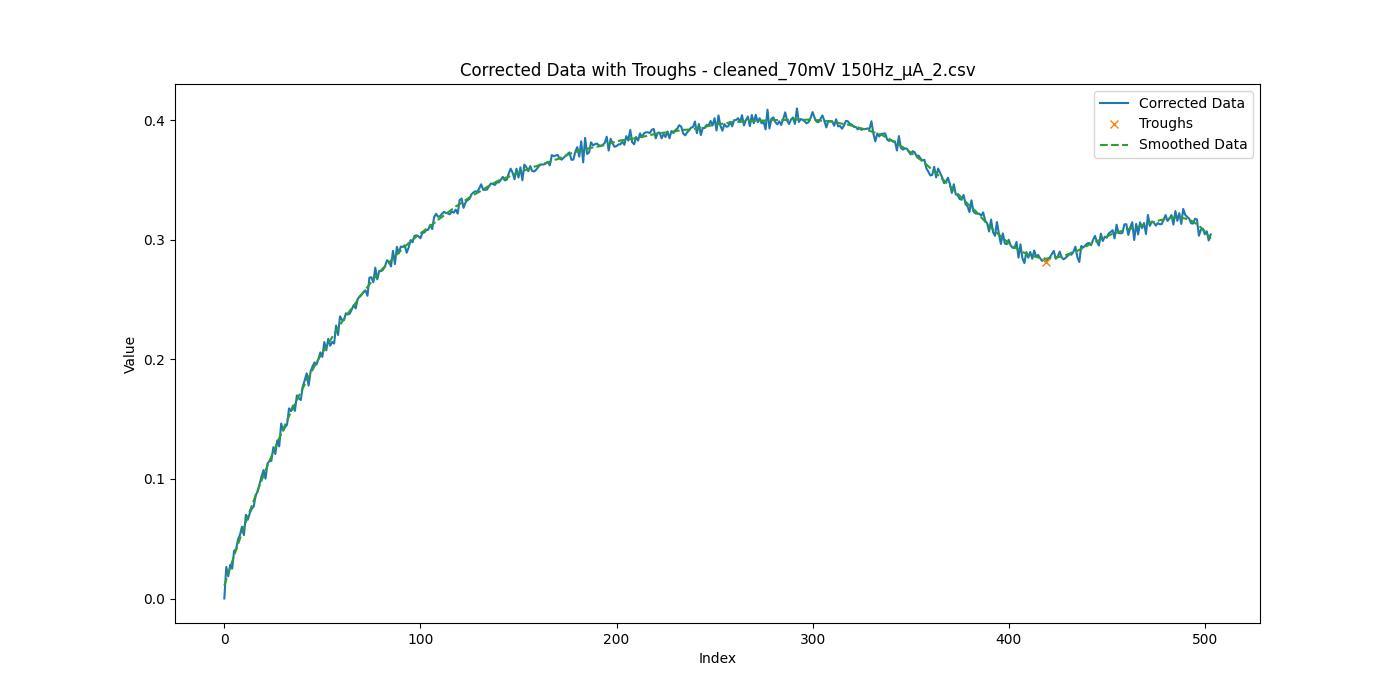 Corrected Data with Troughs - cleaned_70mV 150Hz_µA_2.csv
Corrected Data
Troughs
Smoothed Data
Value
0.4
0.3
0.2
0.1
0.0
0 100 200 300 400 500
Index